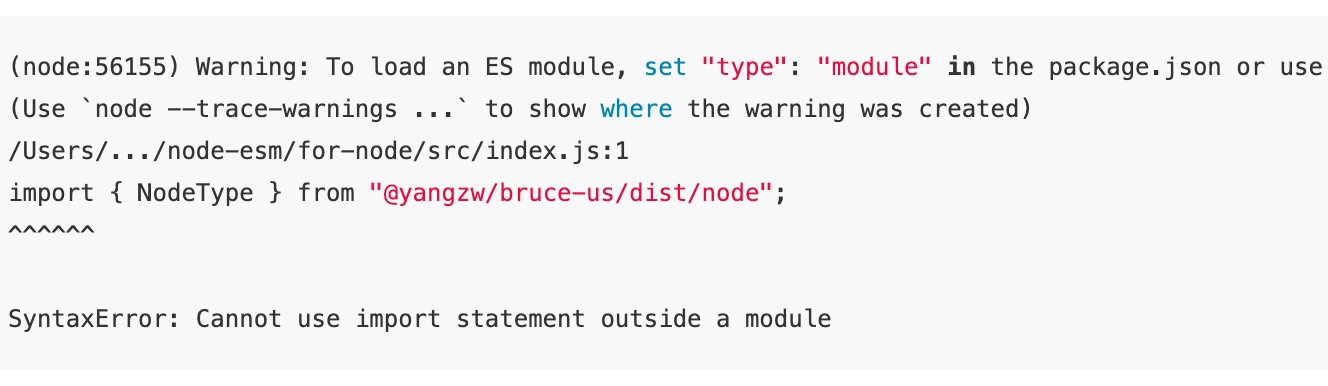 (node:56155) Warning: To load an ES module, set "type": "module" in the package.json or use
(Use `node --trace-warnings ...` to show where the warning was created)
/Users/.../node-esm/for-node/src/index.js:1
import { NodeType } from "@yangzw/bruce-us/dist/node";
^^^^^^
SyntaxError: Cannot use import statement outside a module